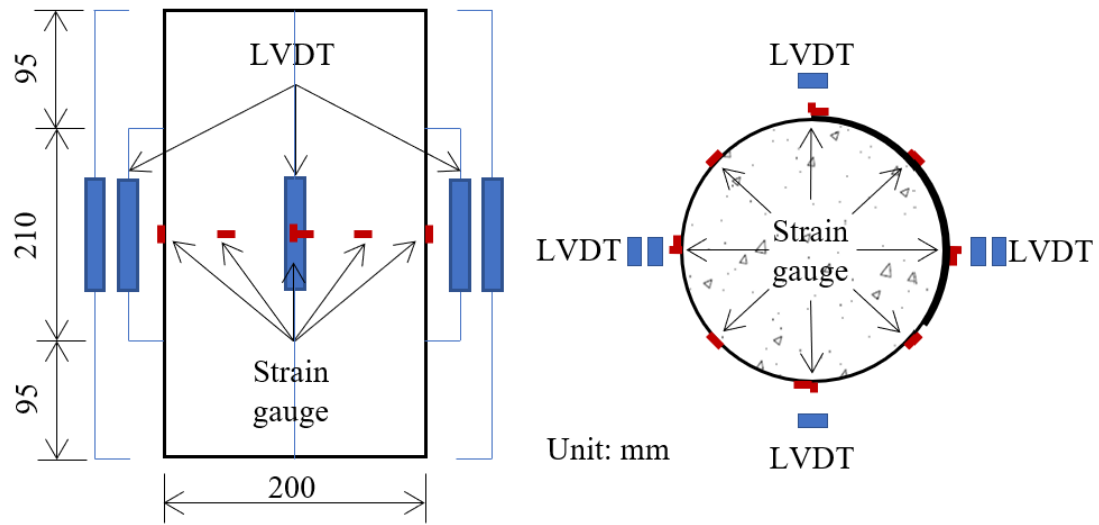 LVDT
95
210
95
Strain
gauge
200
LVDT
LVDT
Strain
gauge
LVDT
LVDT
Unit: mm